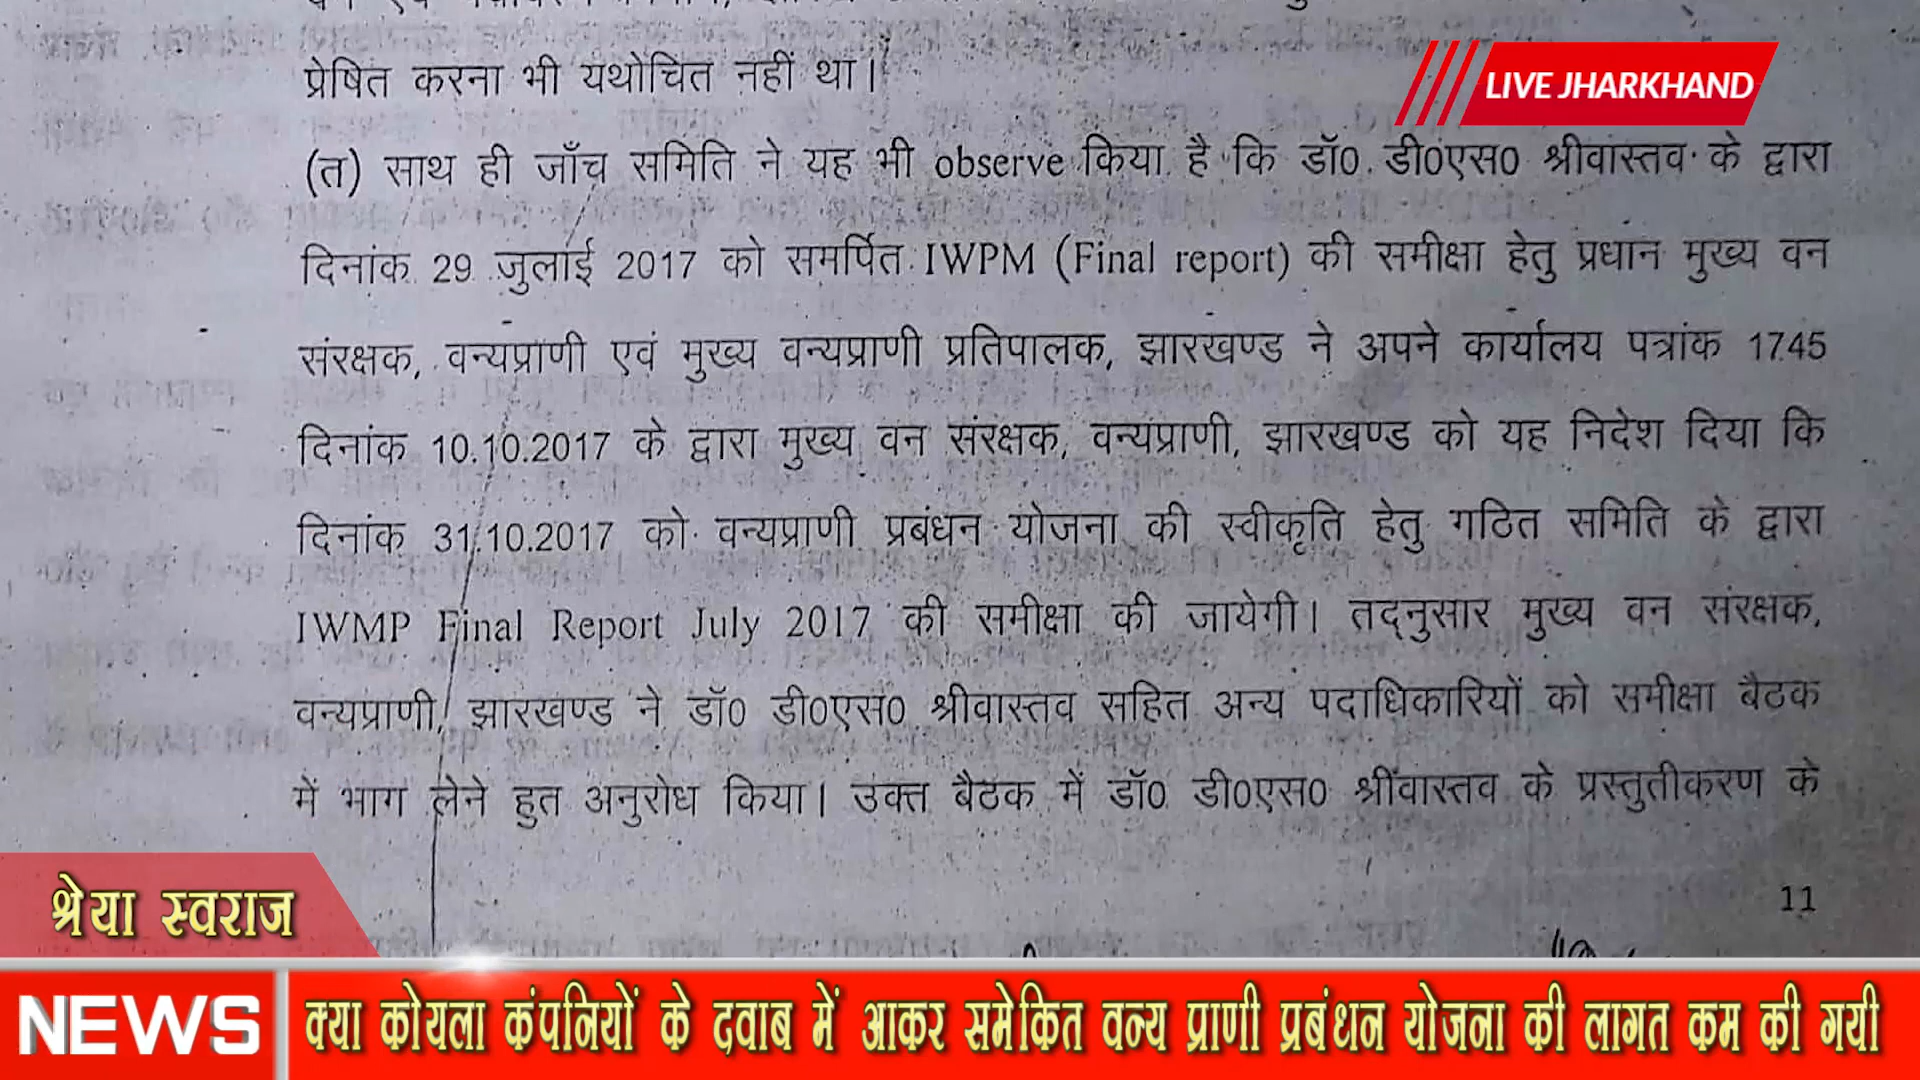 प्रेषित करना भी यथोचित नहीं था।
LIVE JHARKHAND
(त) साथ ही जाँच समिति ने यह भी observe किया है कि डॉ0 डी0एस0 श्रीवास्तव के द्वारा
दिनांक 29 जुलाई 2017 को समर्पित IWPM (Final report) की समीक्षा हेतु प्रधान मुख्य वन
संरक्षक, वन्यप्राणी एवं मुख्य वन्यप्राणी प्रतिपालक, झारखण्ड ने अपने कार्यालय पत्रांक 1745
दिनांक 10.10.2017 के द्वारा मुख्य वन संरक्षक, वन्यप्राणी, झारखण्ड को यह निदेश दिया कि
दिनांक 31.10.2017 को वन्यप्राणी प्रबंधन योजना की स्वीकृति हेतु गठित समिति के द्वारा
IWMP Final Report July 2017 की समीक्षा की जायेगी। तद्नुसार मुख्य वन संरक्षक,
वन्यप्राणी, झारखण्ड ने डॉ0 डी0एस0 श्रीवास्तव सहित अन्य पदाधिकारियों को समीक्षा बैठक
में भाग लेने हुत अनुरोध किया। उक्त बैठक में डॉ0 डी0एस0 श्रीवास्तव के प्रस्तुतीकरण के
11
श्रेया स्वराज
NEWS क्या कोयला कंपनियों के दवाब में आकर समेकित वन्य प्राणी प्रबंधन योजना की लागत कम की गयी